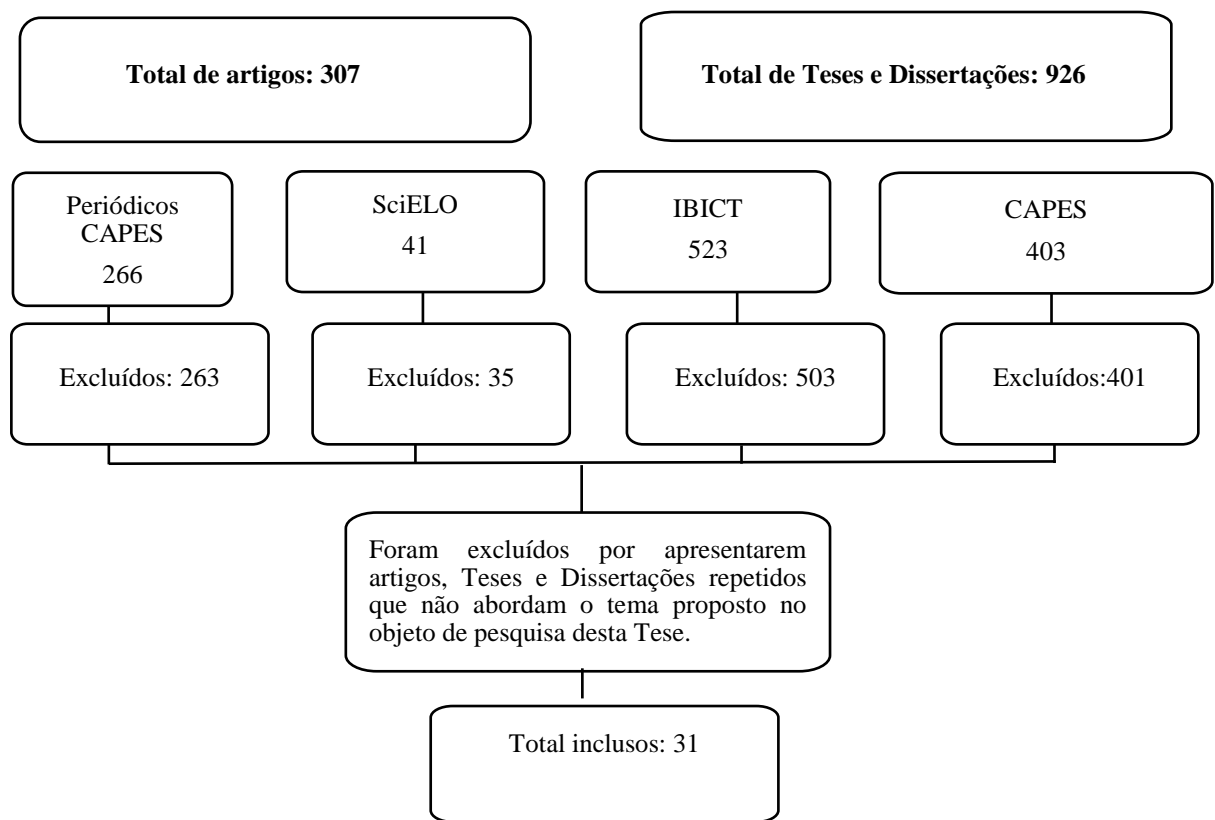 Total de artigos: 307
Total de Teses e Dissertações: 926
Periódicos
CAPES
266
SciELO
41
IBICT
523
CAPES
403
Excluídos: 263
Excluídos: 35
Excluídos: 503
Excluídos:401
Foram excluídos por apresentarem
artigos, Teses e Dissertações repetidos
que não abordam o tema proposto no
objeto de pesquisa desta Tese.
Total inclusos: 31